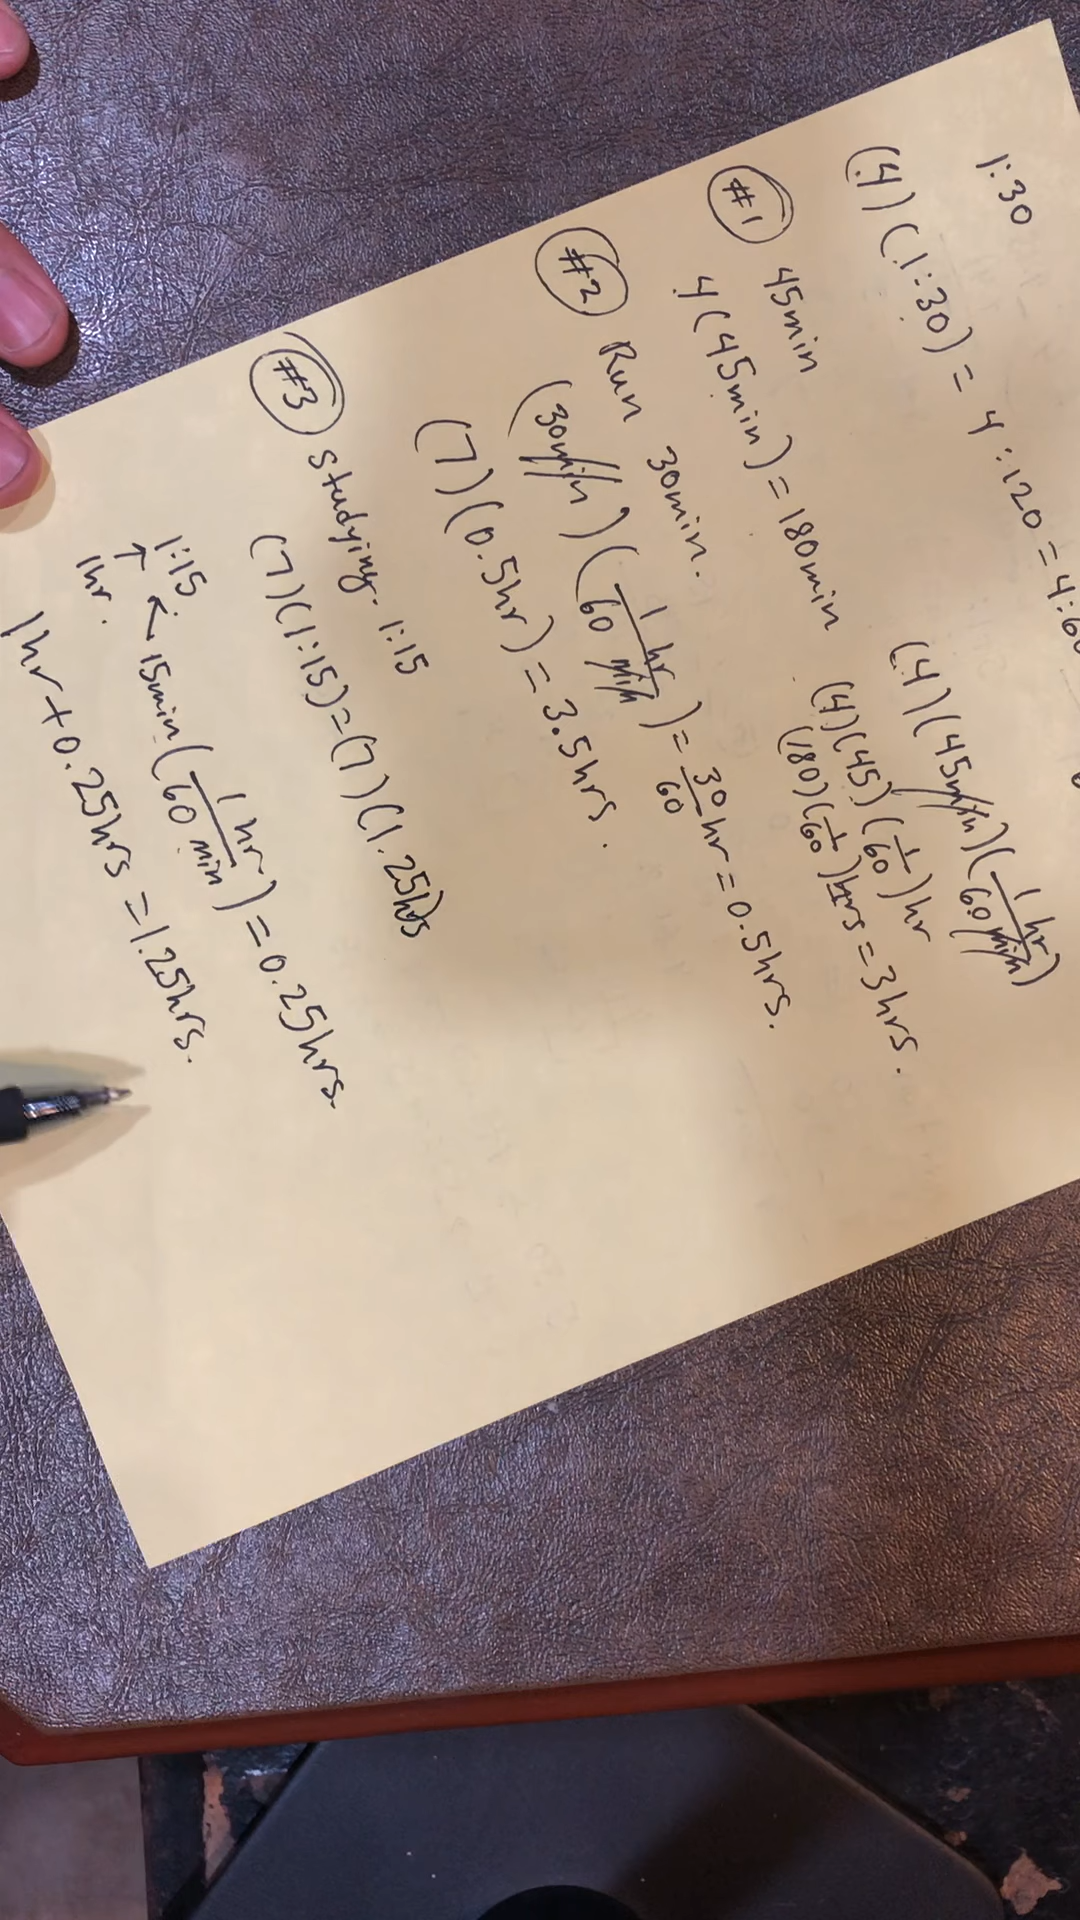 1:30
(4)(1:30) = 4:120 = 4:60
#1 45min
4(45min) = 180min
(4)(45min)(1 hr/60 min)
(4)(45)(1/60)hr
(180)(1/60)hrs = 3hrs.
#2 Run 30min.
(30min)(1 hr/60 min) = 30/60 hr = 0.5hrs.
(7)(0.5hr) = 3.5hrs.
#3 studying. 1:15
(7)(1:15) = (7)(1.25hrs
1:15
1hr. 15min(1 hr/60 min) = 0.25hrs.
1hr + 0.25hrs = 1.25hrs.